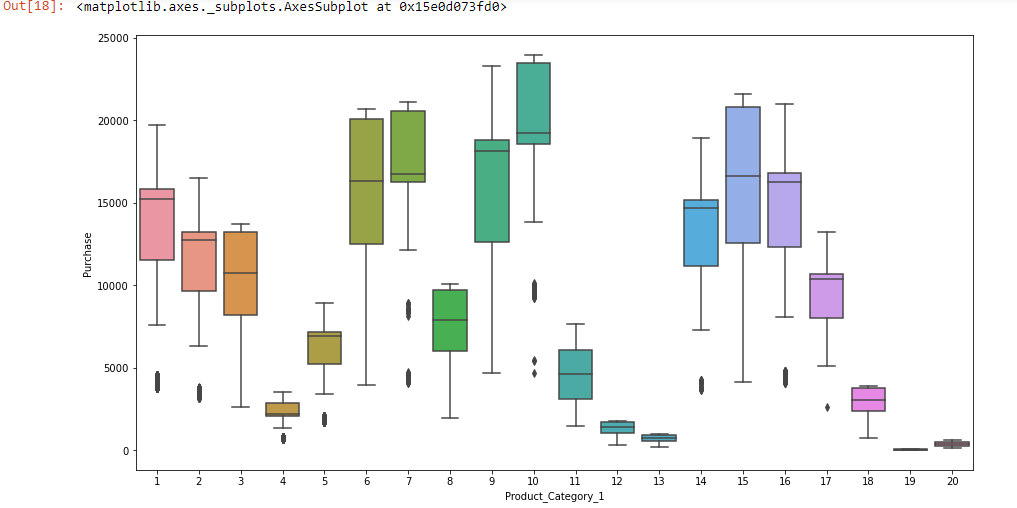 Out[18]: <matplotlib.axes._subplots.AxesSubplot at 0x15e0d073fd0>
25000
20000
15000
10000
5000
0
Purchase
1 2 3 4 5 6 7 8 9 10 11 12 13 14 15 16 17 18 19 20
Product_Category_1